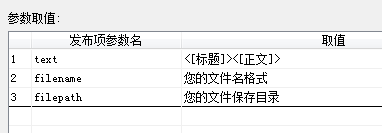 参数取值:
发布项参数名 取值
1 text <[标题]><[正文]>
2 filename 您的文件名格式
3 filepath 您的文件保存目录